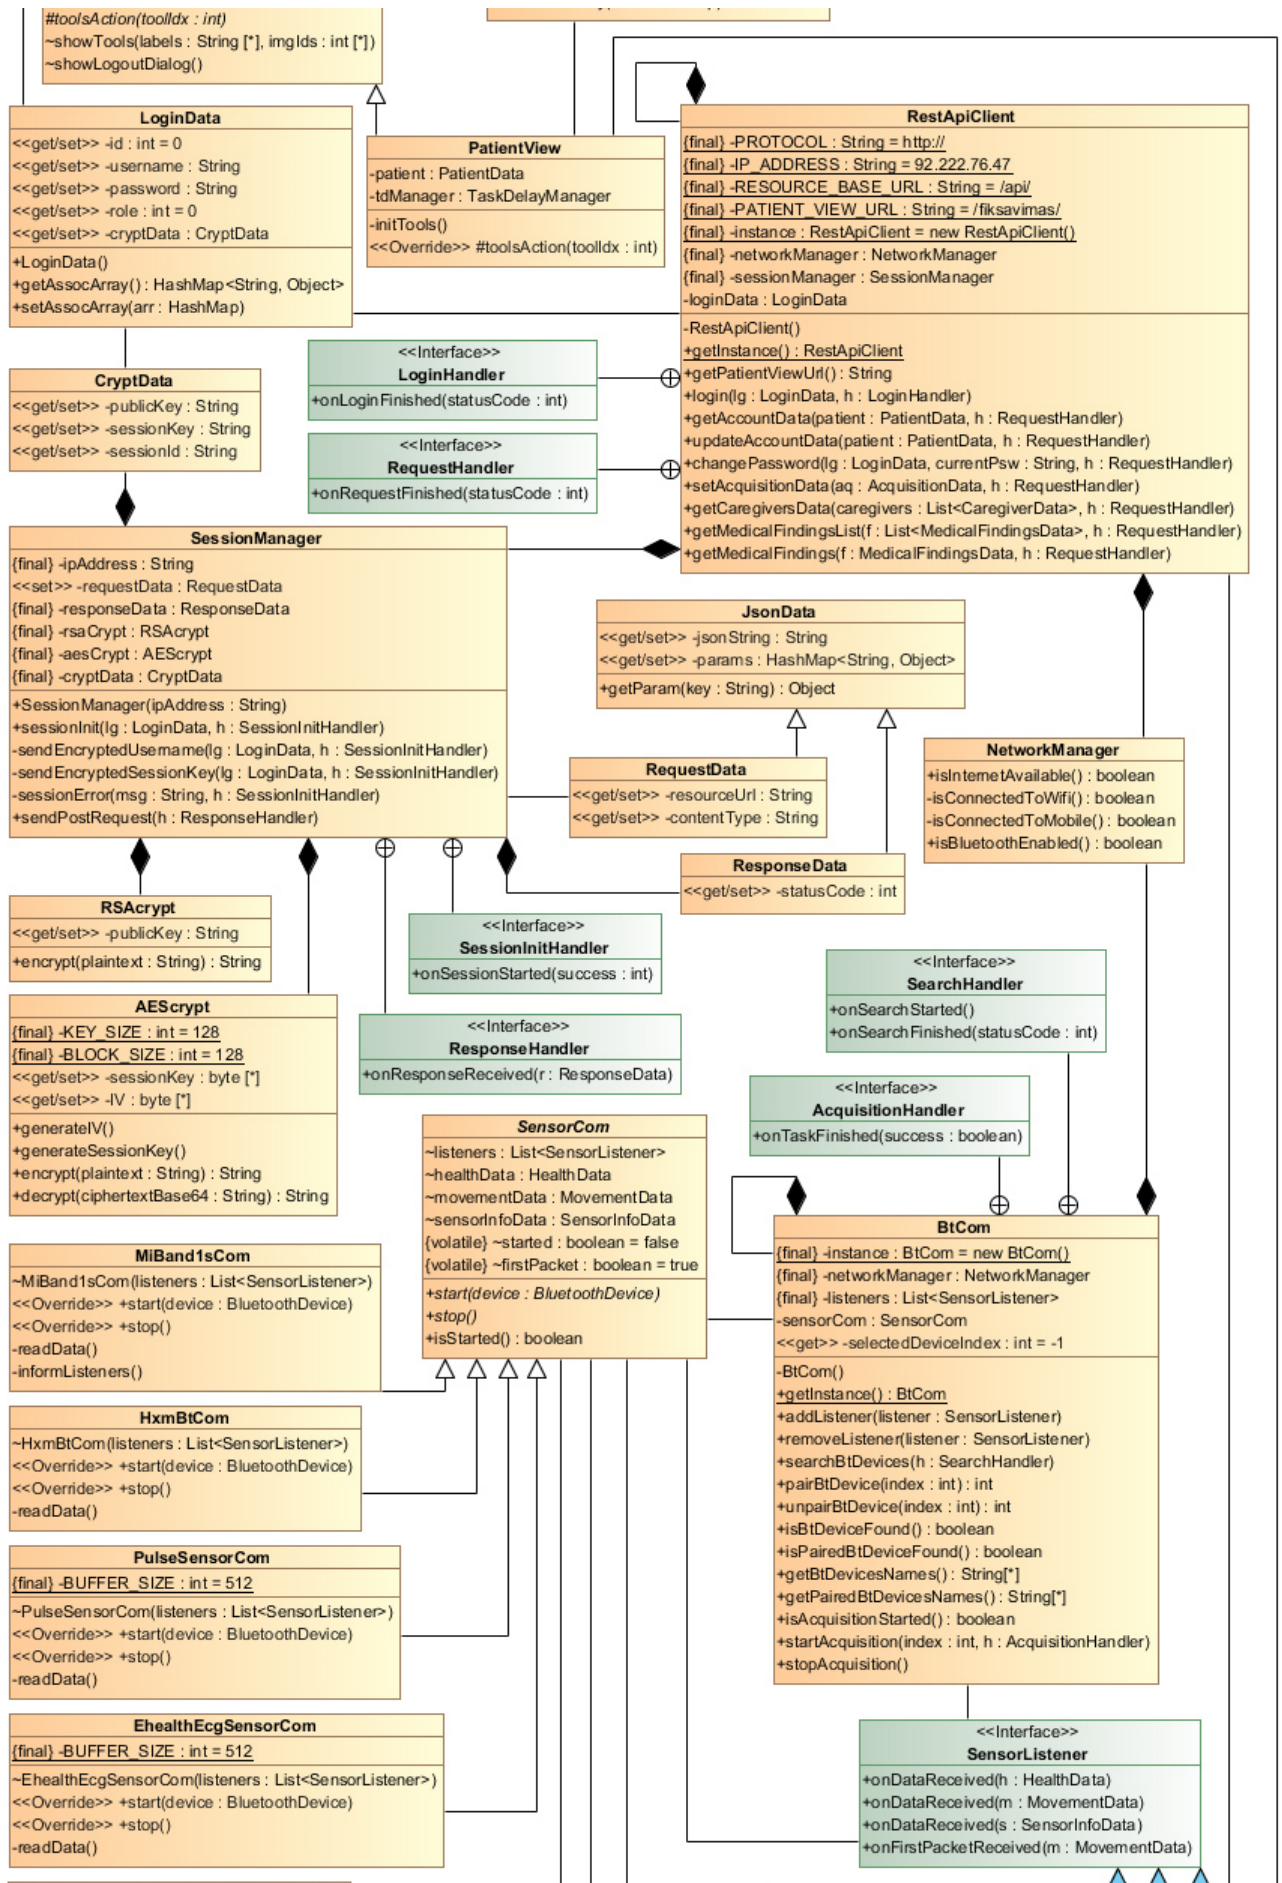 #toolsAction(toolIdx : int)
~showTools(labels : String [*], imgIds : int [*])
~showLogoutDialog()
LoginData
<<get/set>> -id : int = 0
<<get/set>> -username : String
<<get/set>> -password : String
<<get/set>> -role : int = 0
<<get/set>> -cryptData : CryptData
+LoginData()
+getAssocArray() : HashMap<String, Object>
+setAssocArray(arr : HashMap)
PatientView
-patient : PatientData
-tdManager : TaskDelayManager
-initTools()
<<Override>> #toolsAction(toolIdx : int)
RestApiClient
{final} -PROTOCOL : String = http://
{final} -IP_ADDRESS : String = 92.222.76.47
{final} -RESOURCE_BASE_URL : String = /api/
{final} -PATIENT_VIEW_URL : String = /fiksavimas/
{final} -instance : RestApiClient = new RestApiClient()
{final} -networkManager : NetworkManager
{final} -sessionManager : SessionManager
-loginData : LoginData
-RestApiClient()
+getInstance() : RestApiClient
+getPatientViewUrl() : String
+login(lg : LoginData, h : LoginHandler)
+getAccountData(patient : PatientData, h : RequestHandler)
+updateAccountData(patient : PatientData, h : RequestHandler)
+changePassword(lg : LoginData, currentPsw : String, h : RequestHandler)
+setAcquisitionData(aq : AcquisitionData, h : RequestHandler)
+getCaregiversData(caregivers : List<CaregiverData>, h : RequestHandler)
+getMedicalFindingsList(f : List<MedicalFindingsData>, h : RequestHandler)
+getMedicalFindings(f : MedicalFindingsData, h : RequestHandler)
<<Interface>>
LoginHandler
+onLoginFinished(statusCode : int)
<<Interface>>
RequestHandler
+onRequestFinished(statusCode : int)
CryptData
<<get/set>> -publicKey : String
<<get/set>> -sessionKey : String
<<get/set>> -sessionId : String
SessionManager
{final} -ipAddress : String
<<set>> -requestData : RequestData
{final} -responseData : ResponseData
{final} -rsaCrypt : RSAcrypt
{final} -aesCrypt : AEScrypt
{final} -cryptData : CryptData
+SessionManager(ipAddress : String)
+sessionInit(lg : LoginData, h : SessionInitHandler)
-sendEncryptedUsername(lg : LoginData, h : SessionInitHandler)
-sendEncryptedSessionKey(lg : LoginData, h : SessionInitHandler)
-sessionError(msg : String, h : SessionInitHandler)
+sendPostRequest(h : ResponseHandler)
JsonData
<<get/set>> -jsonString : String
<<get/set>> -params : HashMap<String, Object>
+getParam(key : String) : Object
RequestData
<<get/set>> -resourceUrl : String
<<get/set>> -contentType : String
ResponseData
<<get/set>> -statusCode : int
NetworkManager
+isInternetAvailable() : boolean
-isConnectedToWifi() : boolean
-isConnectedToMobile() : boolean
+isBluetoothEnabled() : boolean
RSAcrypt
<<get/set>> -publicKey : String
+encrypt(plaintext : String) : String
<<Interface>>
SessionInitHandler
+onSessionStarted(success : int)
<<Interface>>
ResponseHandler
+onResponseReceived(r : ResponseData)
<<Interface>>
SearchHandler
+onSearchStarted()
+onSearchFinished(statusCode : int)
<<Interface>>
AcquisitionHandler
+onTaskFinished(success : boolean)
AEScrypt
{final} -KEY_SIZE : int = 128
{final} -BLOCK_SIZE : int = 128
<<get/set>> -sessionKey : byte [*]
<<get/set>> -IV : byte [*]
+generateIV()
+generateSessionKey()
+encrypt(plaintext : String) : String
+decrypt(ciphertextBase64 : String) : String
SensorCom
~listeners : List<SensorListener>
~healthData : HealthData
~movementData : MovementData
~sensorInfoData : SensorInfoData
{volatile} ~started : boolean = false
{volatile} ~firstPacket : boolean = true
+start(device : BluetoothDevice)
+stop()
+isStarted() : boolean
BtCom
{final} -instance : BtCom = new BtCom()
{final} -networkManager : NetworkManager
{final} -listeners : List<SensorListener>
-sensorCom : SensorCom
<<get>> -selectedDeviceIndex : int = -1
-BtCom()
+getInstance() : BtCom
+addListener(listener : SensorListener)
+removeListener(listener : SensorListener)
+searchBtDevices(h : SearchHandler)
+pairBtDevice(index : int) : int
+unpairBtDevice(index : int) : int
+isBtDeviceFound() : boolean
+isPairedBtDeviceFound() : boolean
+getBtDevicesNames() : String[*]
+getPairedBtDevicesNames() : String[*]
+isAcquisitionStarted() : boolean
+startAcquisition(index : int, h : AcquisitionHandler)
+stopAcquisition()
MiBand1sCom
~MiBand1sCom(listeners : List<SensorListener>)
<<Override>> +start(device : BluetoothDevice)
<<Override>> +stop()
-readData()
-informListeners()
HxmBtCom
~HxmBtCom(listeners : List<SensorListener>)
<<Override>> +start(device : BluetoothDevice)
<<Override>> +stop()
-readData()
PulseSensorCom
{final} -BUFFER_SIZE : int = 512
~PulseSensorCom(listeners : List<SensorListener>)
<<Override>> +start(device : BluetoothDevice)
<<Override>> +stop()
-readData()
EhealthEcgSensorCom
{final} -BUFFER_SIZE : int = 512
~EhealthEcgSensorCom(listeners : List<SensorListener>)
<<Override>> +start(device : BluetoothDevice)
<<Override>> +stop()
-readData()
<<Interface>>
SensorListener
+onDataReceived(h : HealthData)
+onDataReceived(m : MovementData)
+onDataReceived(s : SensorInfoData)
+onFirstPacketReceived(m : MovementData)